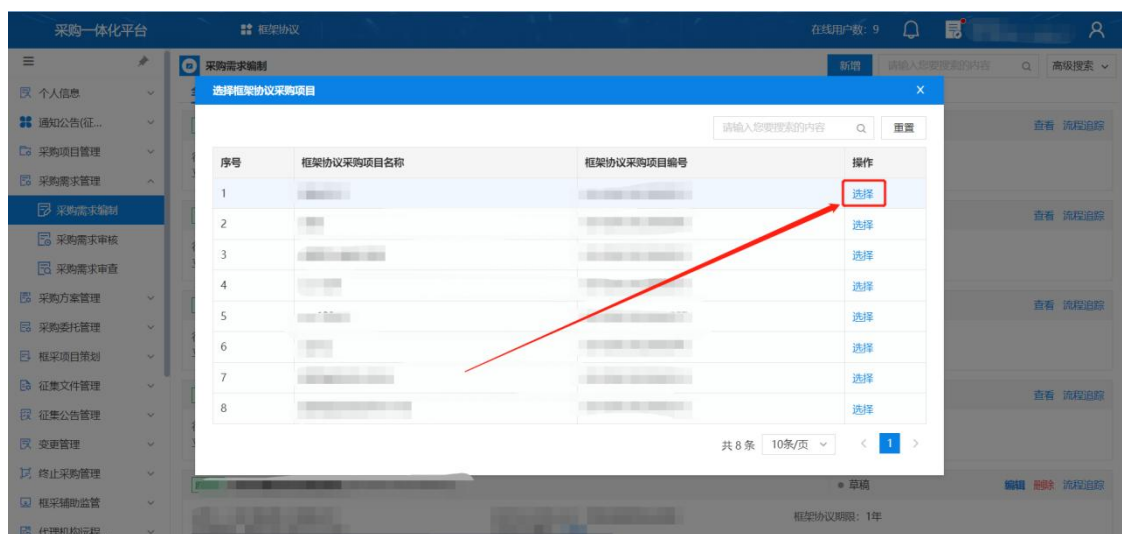 采购一体化平台
框架协议
在线用户数: 9
采购需求编制
新增
请输入您要搜索的内容
高级搜索
个人信息
通知公告(征...
采购项目管理
采购需求管理
采购需求编制
采购需求审核
采购需求审查
采购方案管理
采购委托管理
框采项目策划
征集文件管理
征集公告管理
变更管理
终止采购管理
框采辅助监管
选择框架协议采购项目
X
请输入您要搜索的内容
重置
序号 框架协议采购项目名称 框架协议采购项目编号 操作
1 选择
2 选择
3 选择
4 选择
5 选择
6 选择
7 选择
8 选择
共 8 条 10条/页 < 1 >
查看 流程追踪
查看 流程追踪
查看 流程追踪
查看 流程追踪
草稿
编辑 删除 流程追踪
框架协议期限: 1年